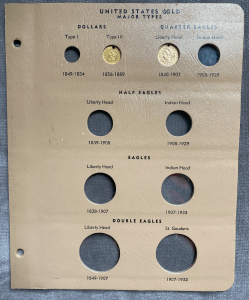 UNITED STATES GOLD
MAJOR TYPES
DOLLARS QUARTER EAGLES
Type I Type III Liberty Head Indian Head
1849-1854 1856-1889 1840-1907 1908-1929
HALF EAGLES
Liberty Head Indian Head
1839-1908 1908-1929
EAGLES
Liberty Head Indian Head
1838-1907 1907-1933
DOUBLE EAGLES
Liberty Head St. Gaudens
1849-1907 1907-1933